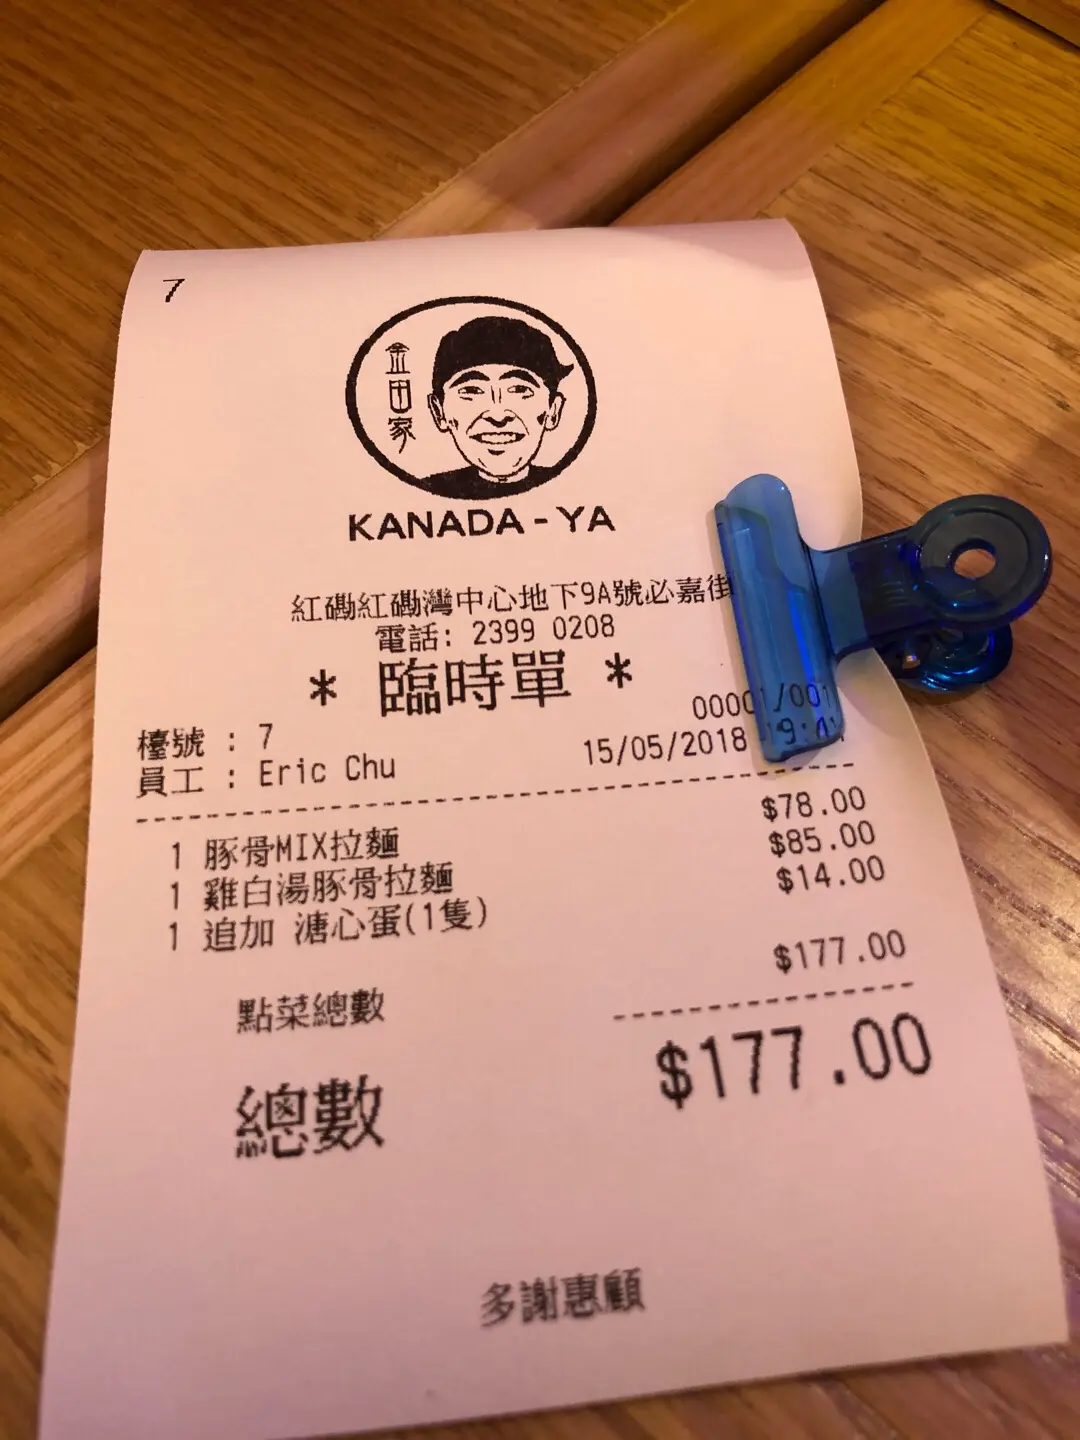 7
金田家
KANADA-YA
紅磡紅磡灣中心地下9A號必嘉街
電話: 2399 0208
* 臨時單 *
00001/001
檯號 : 7
15/05/2018 19:41
員工 : Eric Chu
1 豚骨MIX拉麵 $78.00
1 雞白湯豚骨拉麵 $85.00
1 追加 溏心蛋(1隻) $14.00
點菜總數 $177.00
總數 $177.00
多謝惠顧